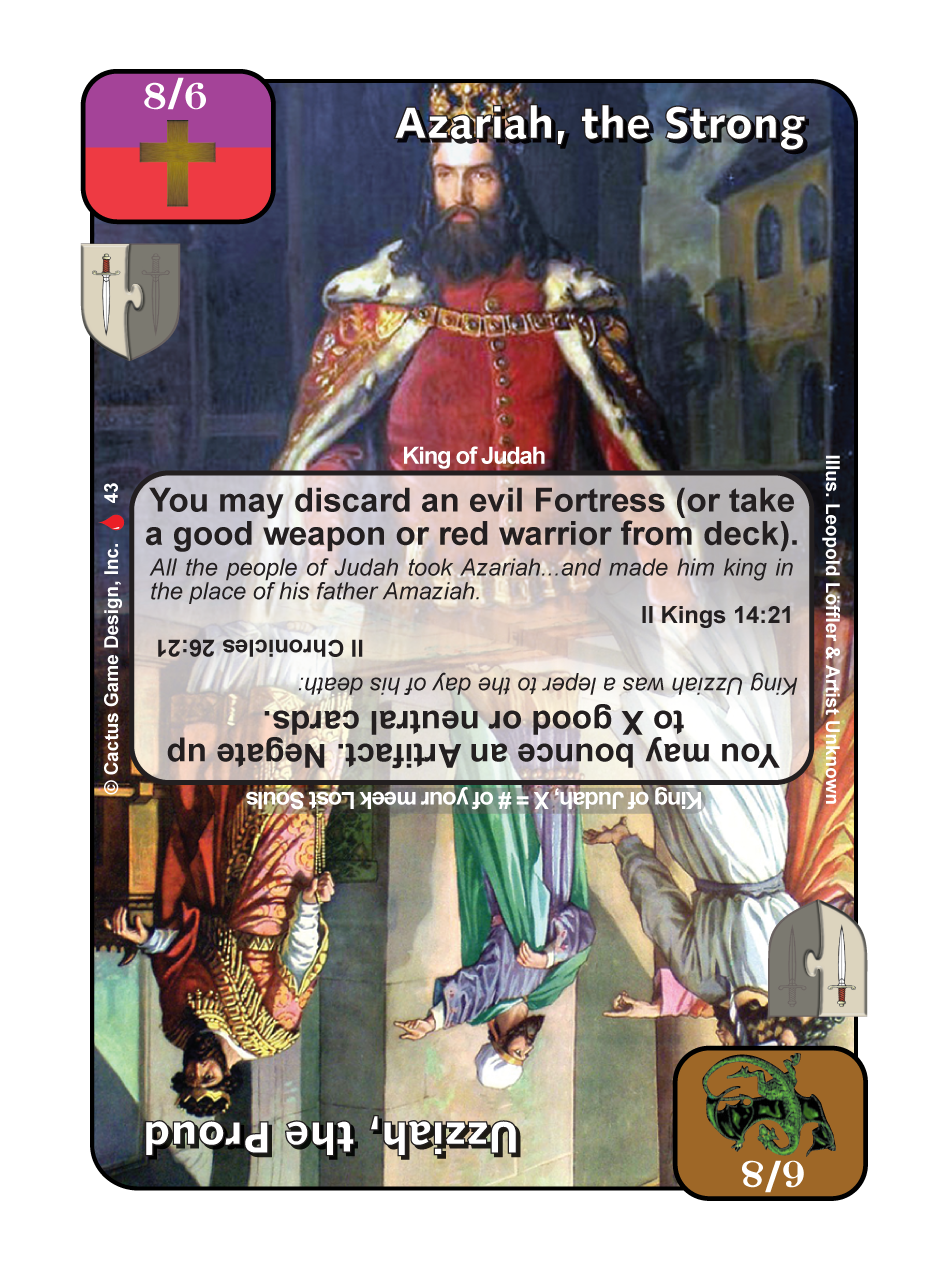 8/6
Azariah, the Strong
King of Judah
You may discard an evil Fortress (or take
a good weapon or red warrior from deck).
All the people of Judah took Azariah...and made him king in
the place of his father Amaziah.
II Kings 14:21
© Cactus Game Design, Inc. 43
Illus. Leopold Löffler & Artist Unknown
6/8
Uzziah, the Proud
King of Judah, X = # of your meek Lost Souls
You may bounce an Artifact. Negate up
to X good or neutral cards.
King Uzziah was a leper to the day of his death:
II Chronicles 26:21